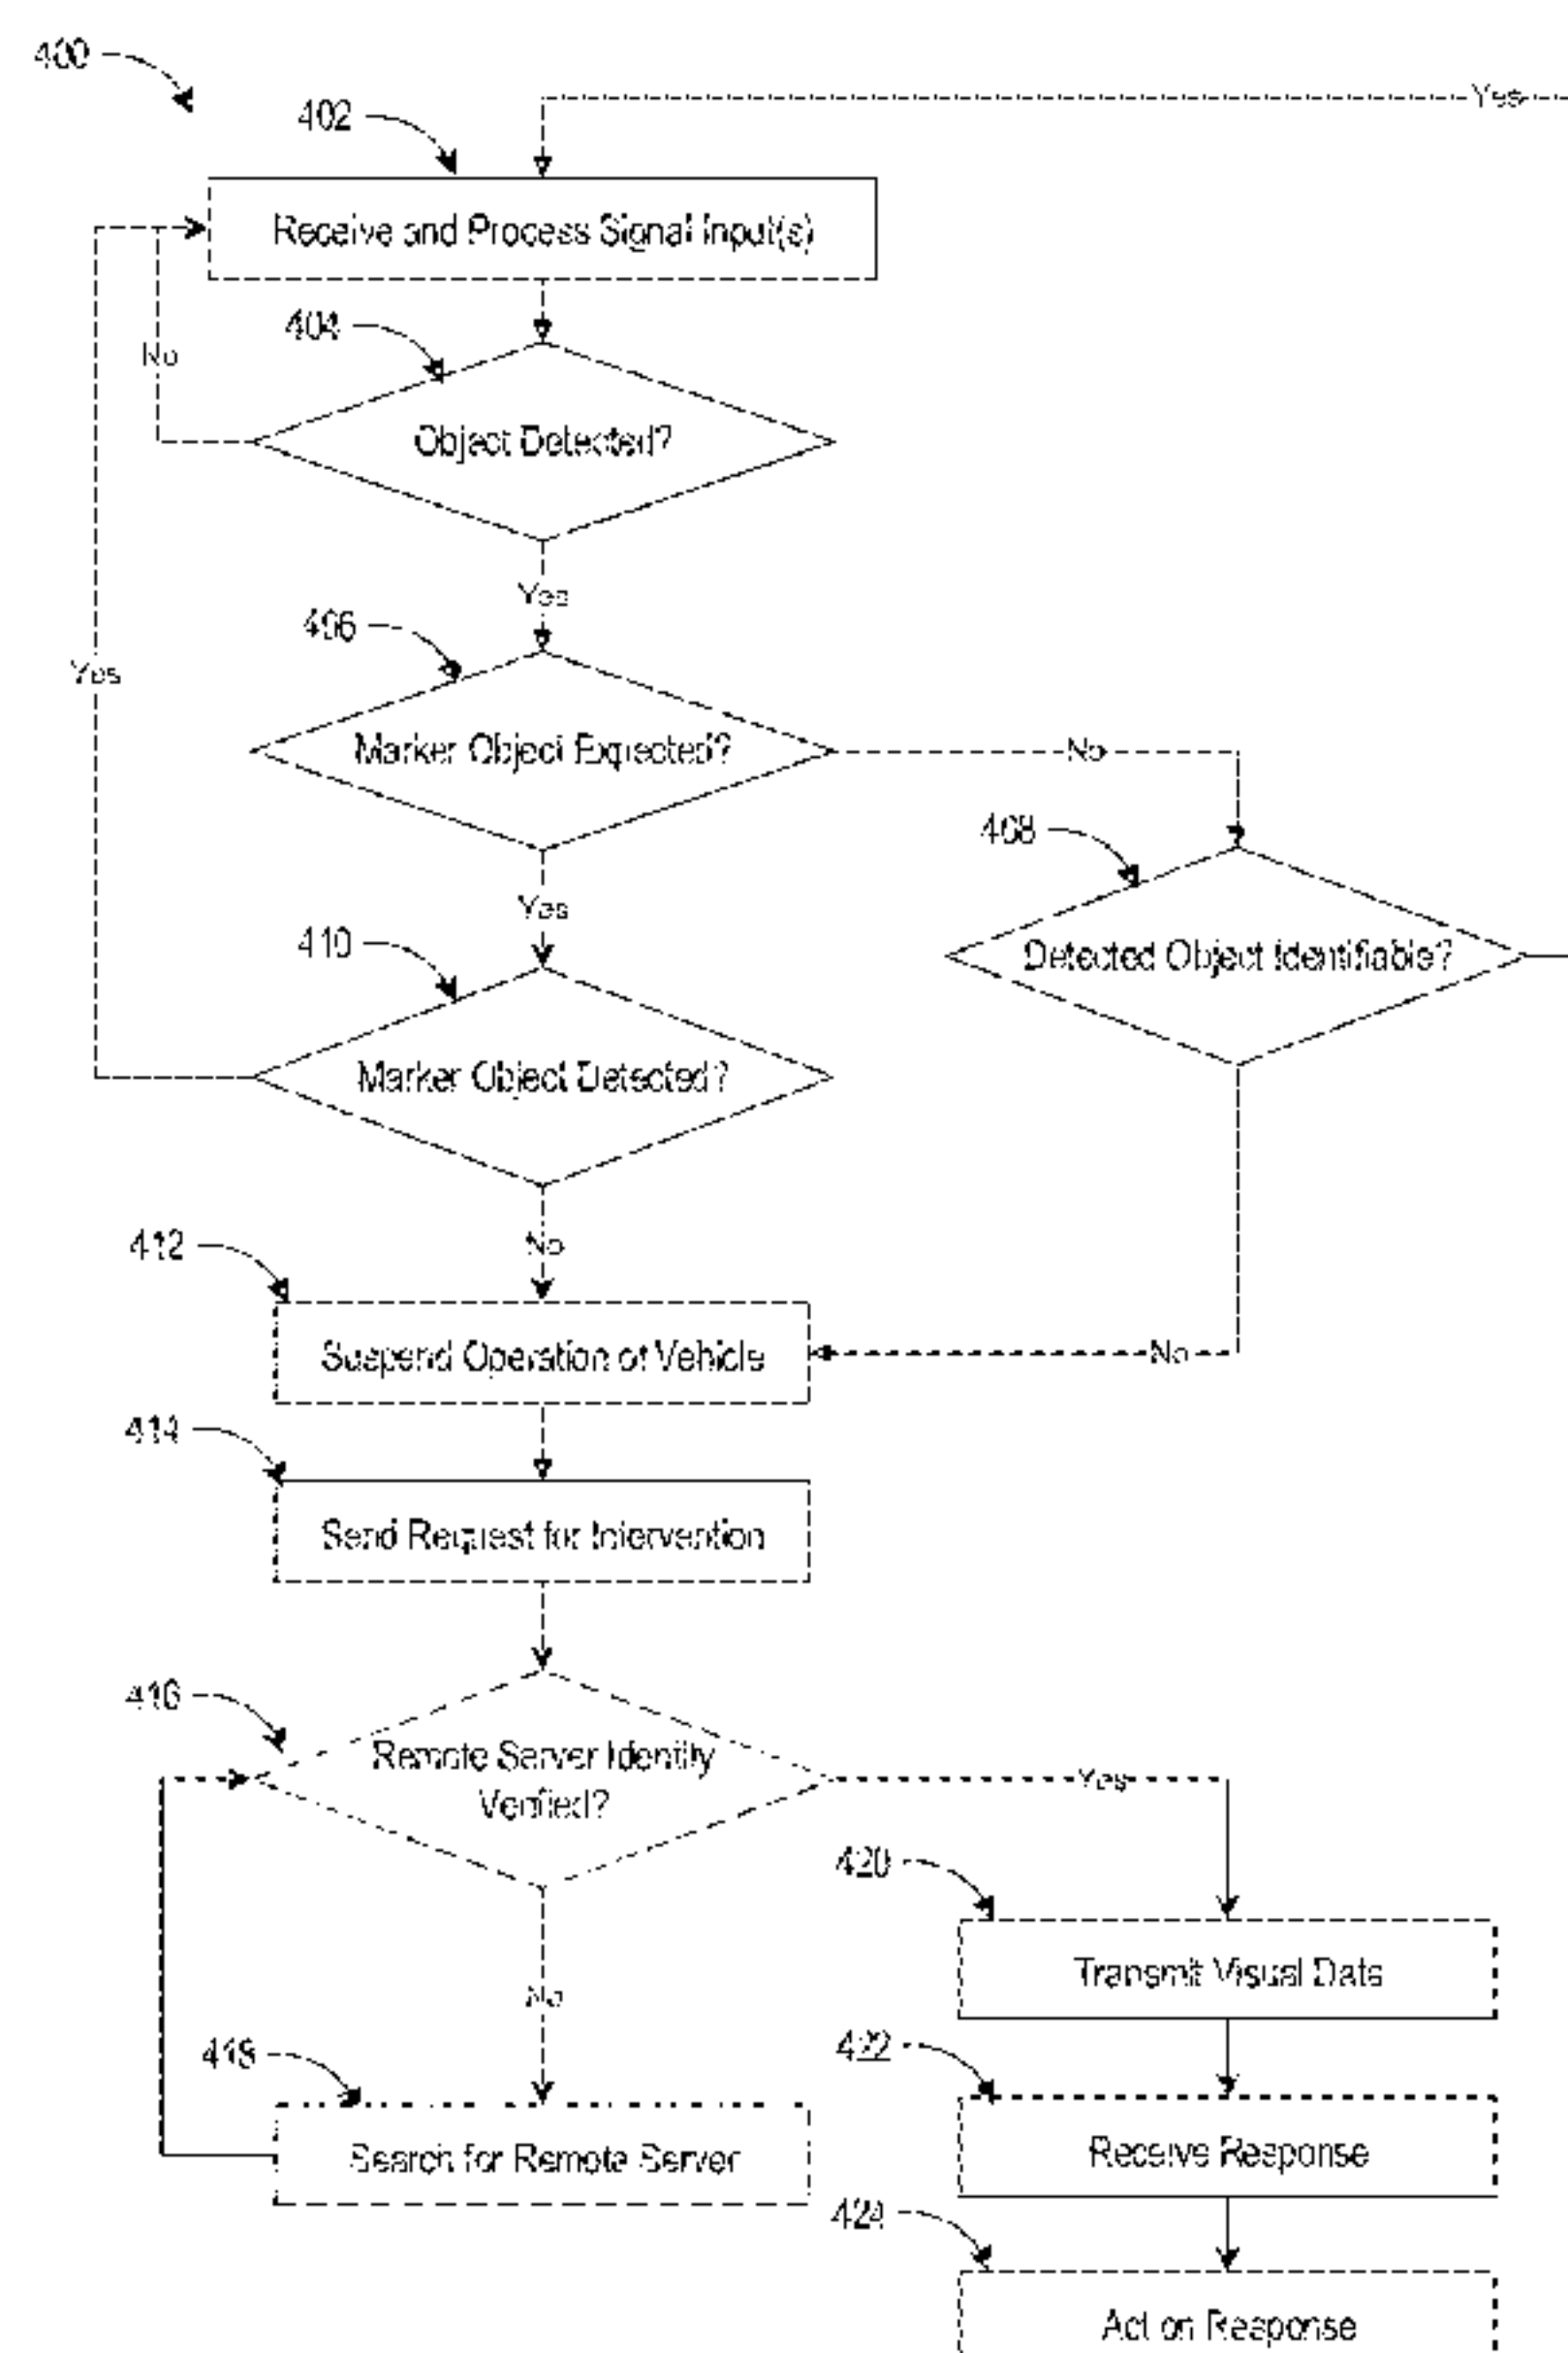 400
402
Yes
Receive and Process Signal Input(s)
404
No
Object Detected?
Yes
406
Yes
Marker Object Expected?
No
408
Yes
410
Detected Object Identifiable?
Marker Object Detected?
No
412
Suspend Operation of Vehicle
No
414
Send Request for Intervention
416
Remote Server Identity
Verified?
Yes
420
Transmit Visual Data
No
418
422
Search for Remote Server
Receive Response
424
Act on Response